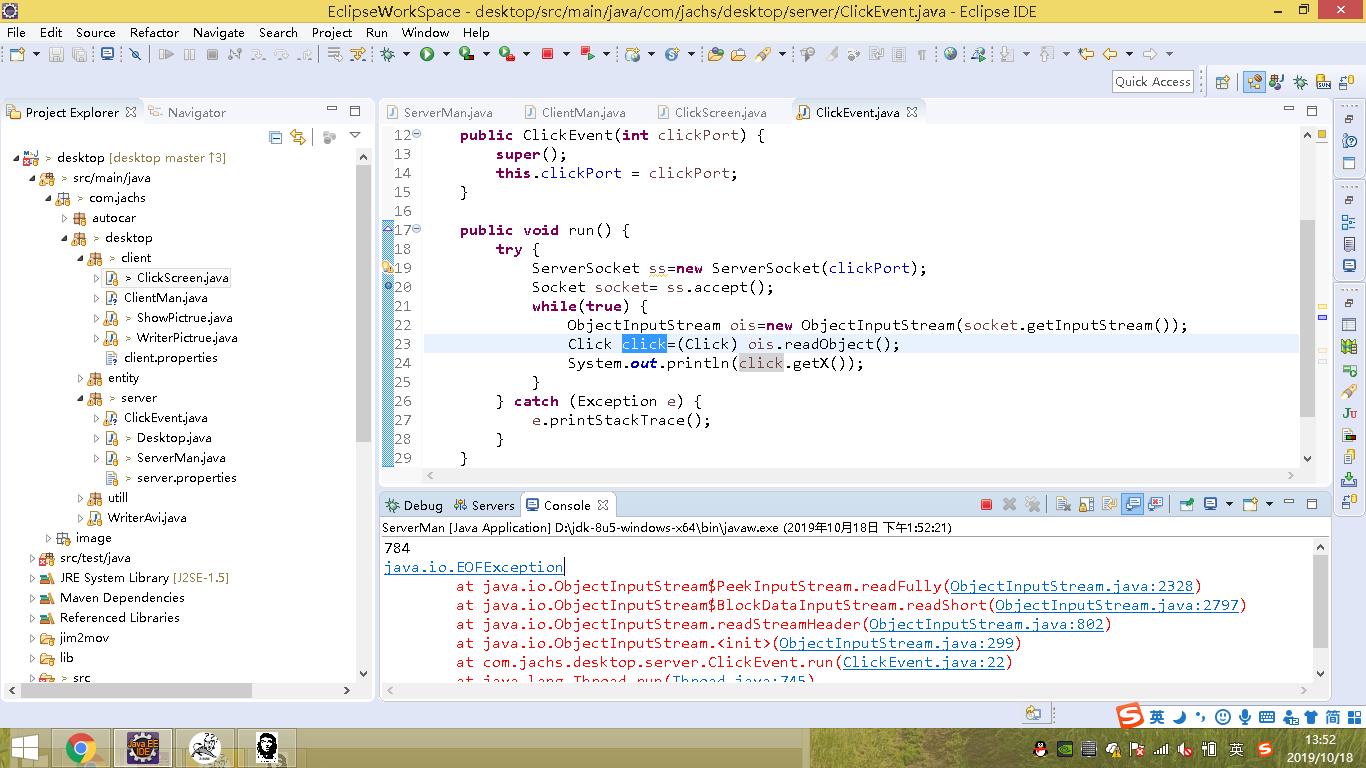 EclipseWorkSpace - desktop/src/main/java/com/jachs/desktop/server/ClickEvent.java - Eclipse IDE
File Edit Source Refactor Navigate Search Project Run Window Help
Quick Access
Project Explorer Navigator
> desktop [desktop master ↑3]
> src/main/java
> com.jachs
autocar
> desktop
> client
> ClickScreen.java
ClientMan.java
> ShowPictrue.java
> WriterPictrue.java
client.properties
entity
> server
ClickEvent.java
> Desktop.java
> ServerMan.java
> server.properties
utill
WriterAvi.java
image
src/test/java
JRE System Library [J2SE-1.5]
Maven Dependencies
Referenced Libraries
jim2mov
lib
> src
ServerMan.java ClientMan.java ClickScreen.java ClickEvent.java
12 public ClickEvent(int clickPort) {
13 super();
14 this.clickPort = clickPort;
15 }
16
17 public void run() {
18 try {
19 ServerSocket ss=new ServerSocket(clickPort);
20 Socket socket= ss.accept();
21 while(true) {
22 ObjectInputStream ois=new ObjectInputStream(socket.getInputStream());
23 Click click=(Click) ois.readObject();
24 System.out.println(click.getX());
25 }
26 } catch (Exception e) {
27 e.printStackTrace();
28 }
29 }
Debug Servers Console
ServerMan [Java Application] D:\jdk-8u5-windows-x64\bin\javaw.exe (2019年10月18日 下午1:52:21)
784
java.io.EOFException
at java.io.ObjectInputStream$PeekInputStream.readFully(ObjectInputStream.java:2328)
at java.io.ObjectInputStream$BlockDataInputStream.readShort(ObjectInputStream.java:2797)
at java.io.ObjectInputStream.readStreamHeader(ObjectInputStream.java:802)
at java.io.ObjectInputStream.<init>(ObjectInputStream.java:299)
at com.jachs.desktop.server.ClickEvent.run(ClickEvent.java:22)
at java.lang.Thread.run(Thread.java:745)
英 简
Java EE IDE
英
13:52
2019/10/18